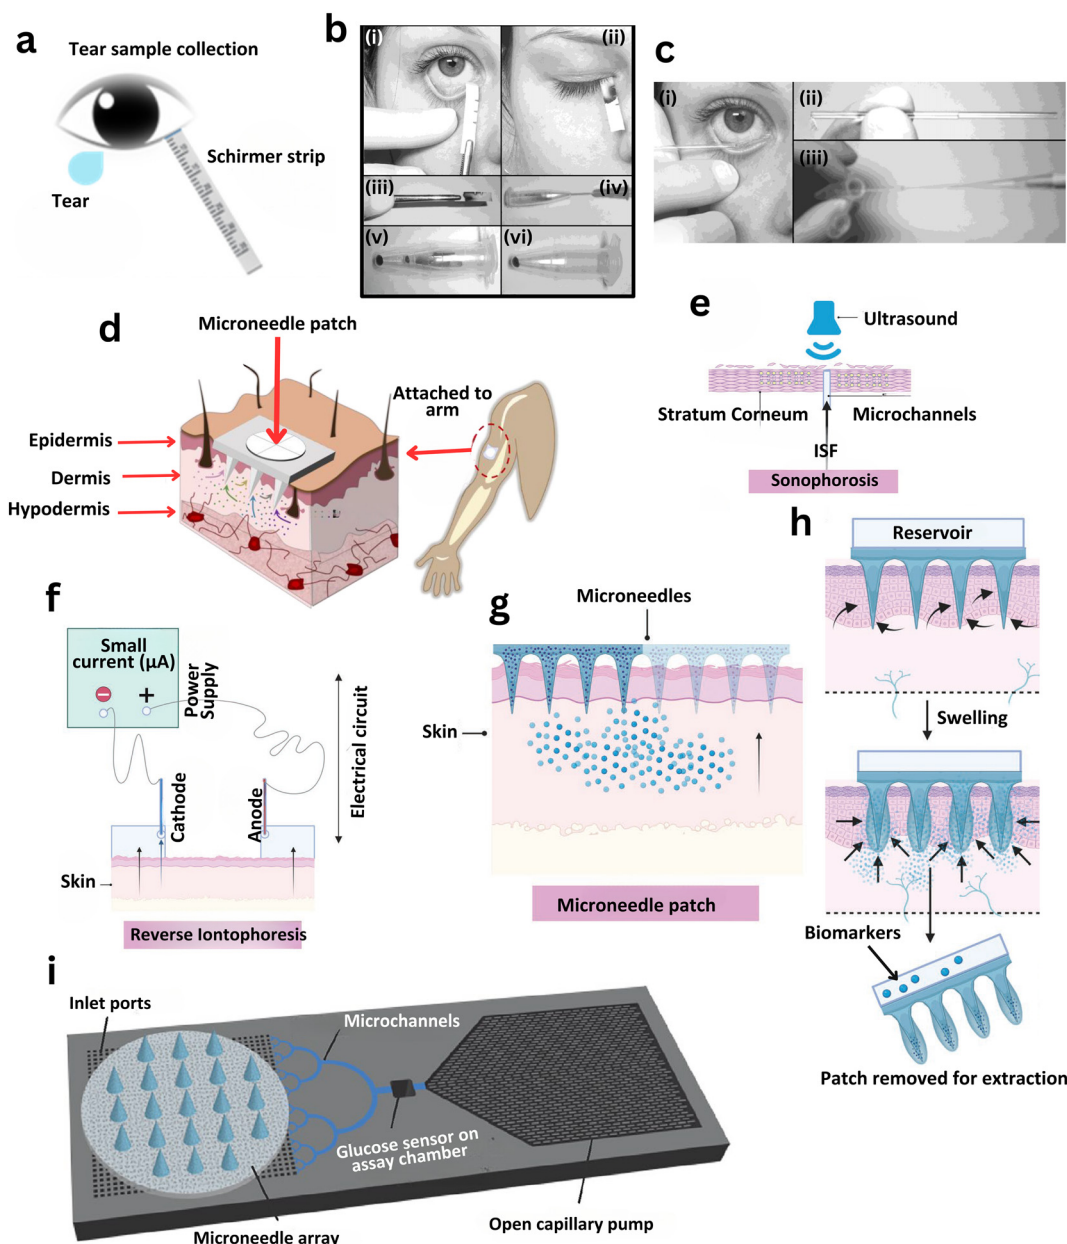 a
Tear sample collection
Schirmer strip
Tear
b
(i)
(ii)
(iii)
(iv)
(v)
(vi)
c
(i)
(ii)
(iii)
d
Microneedle patch
Attached to
arm
Epidermis
Dermis
Hypodermis
e
Ultrasound
Stratum Corneum
Microchannels
ISF
Sonophorosis
f
Small
current (µA)
Power
Supply
Electrical circuit
Cathode
Anode
Skin
Reverse Iontophoresis
g
Microneedles
Skin
Microneedle patch
h
Reservoir
Swelling
Biomarkers
Patch removed for extraction
i
Inlet ports
Microchannels
Glucose sensor on
assay chamber
Open capillary pump
Microneedle array